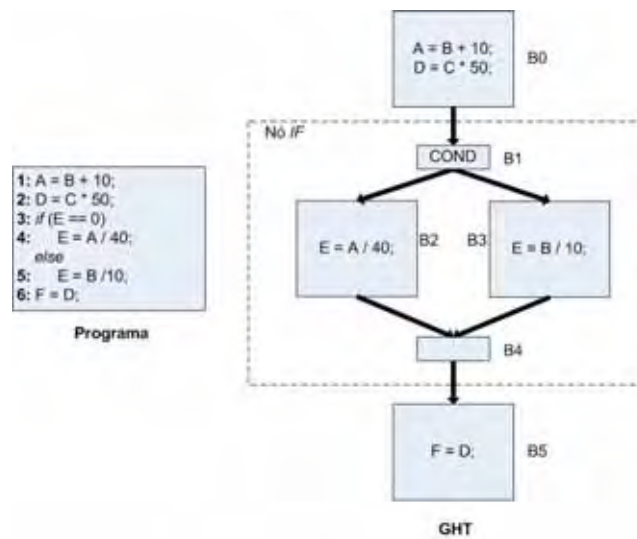 A = B + 10;
D = C * 50;
B0
Nó IF
COND
B1
1: A = B + 10;
2: D = C * 50;
3: if (E == 0)
4: E = A / 40;
else
5: E = B /10;
6: F = D;
Programa
E = A / 40;
B2
B3
E = B / 10;
B4
F = D;
B5
GHT